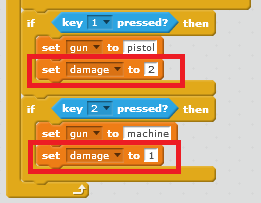 if key 1 pressed? then
set gun to pistol
set damage to 2
if key 2 pressed? then
set gun to machine
set damage to 1